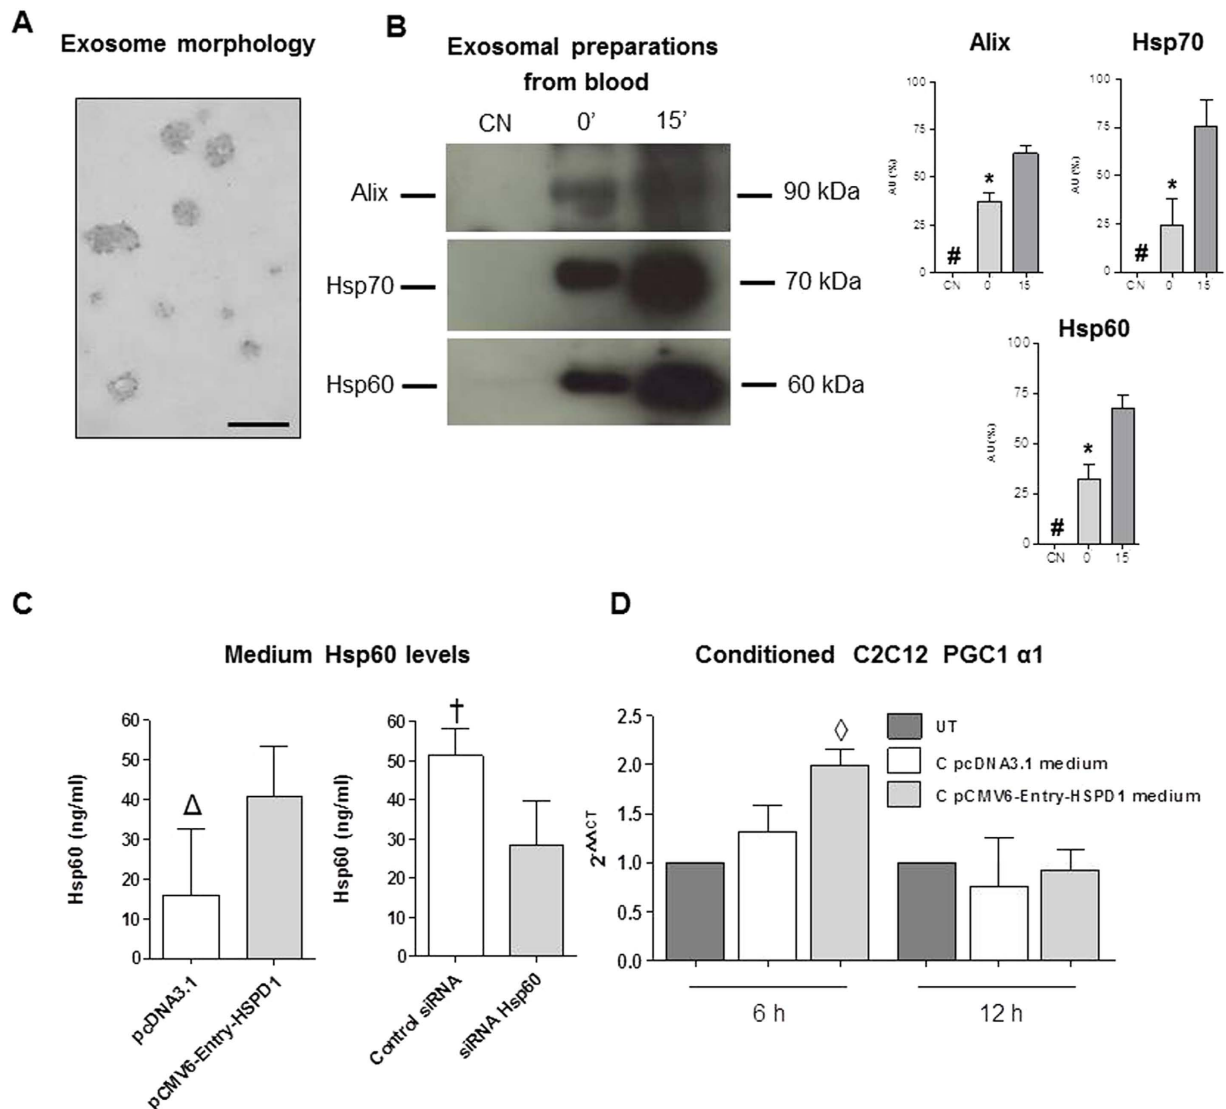 A
Exosome morphology
B
Exosomal preparations
from blood
CN 0' 15'
Alix
90 kDa
Hsp70
70 kDa
Hsp60
60 kDa
Alix
AU (%)
100
75
50
25
0
#
*
CN 0 15
Hsp70
AU (%)
100
75
50
25
0
#
*
CN 0 15
Hsp60
AU (%)
100
75
50
25
0
#
*
CN 0 15
C
Medium Hsp60 levels
Hsp60 (ng/ml)
60
50
40
30
20
10
0
Δ
pcDNA3.1
pCMV6-Entry-HSPD1
Hsp60 (ng/ml)
60
50
40
30
20
10
0
†
Control siRNA
siRNA Hsp60
D
Conditioned C2C12 PGC1 α1
2^-ΔΔCT
2.5
2.0
1.5
1.0
0.5
0.0
◊
UT
C pcDNA3.1 medium
C pCMV6-Entry-HSPD1 medium
6 h
12 h